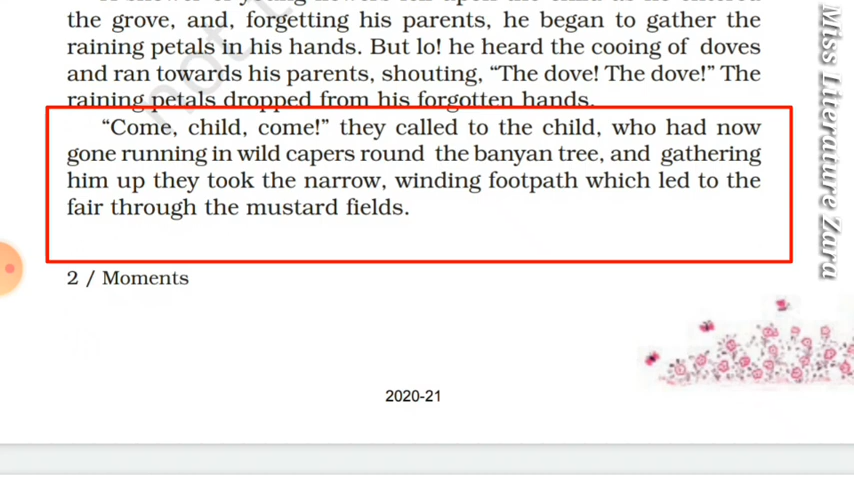 the grove, and, forgetting his parents, he began to gather the
raining petals in his hands. But lo! he heard the cooing of doves
and ran towards his parents, shouting, “The dove! The dove!” The
raining petals dropped from his forgotten hands.
“Come, child, come!” they called to the child, who had now
gone running in wild capers round the banyan tree, and gathering
him up they took the narrow, winding footpath which led to the
fair through the mustard fields.
2 / Moments
2020-21
Miss Literature Zara